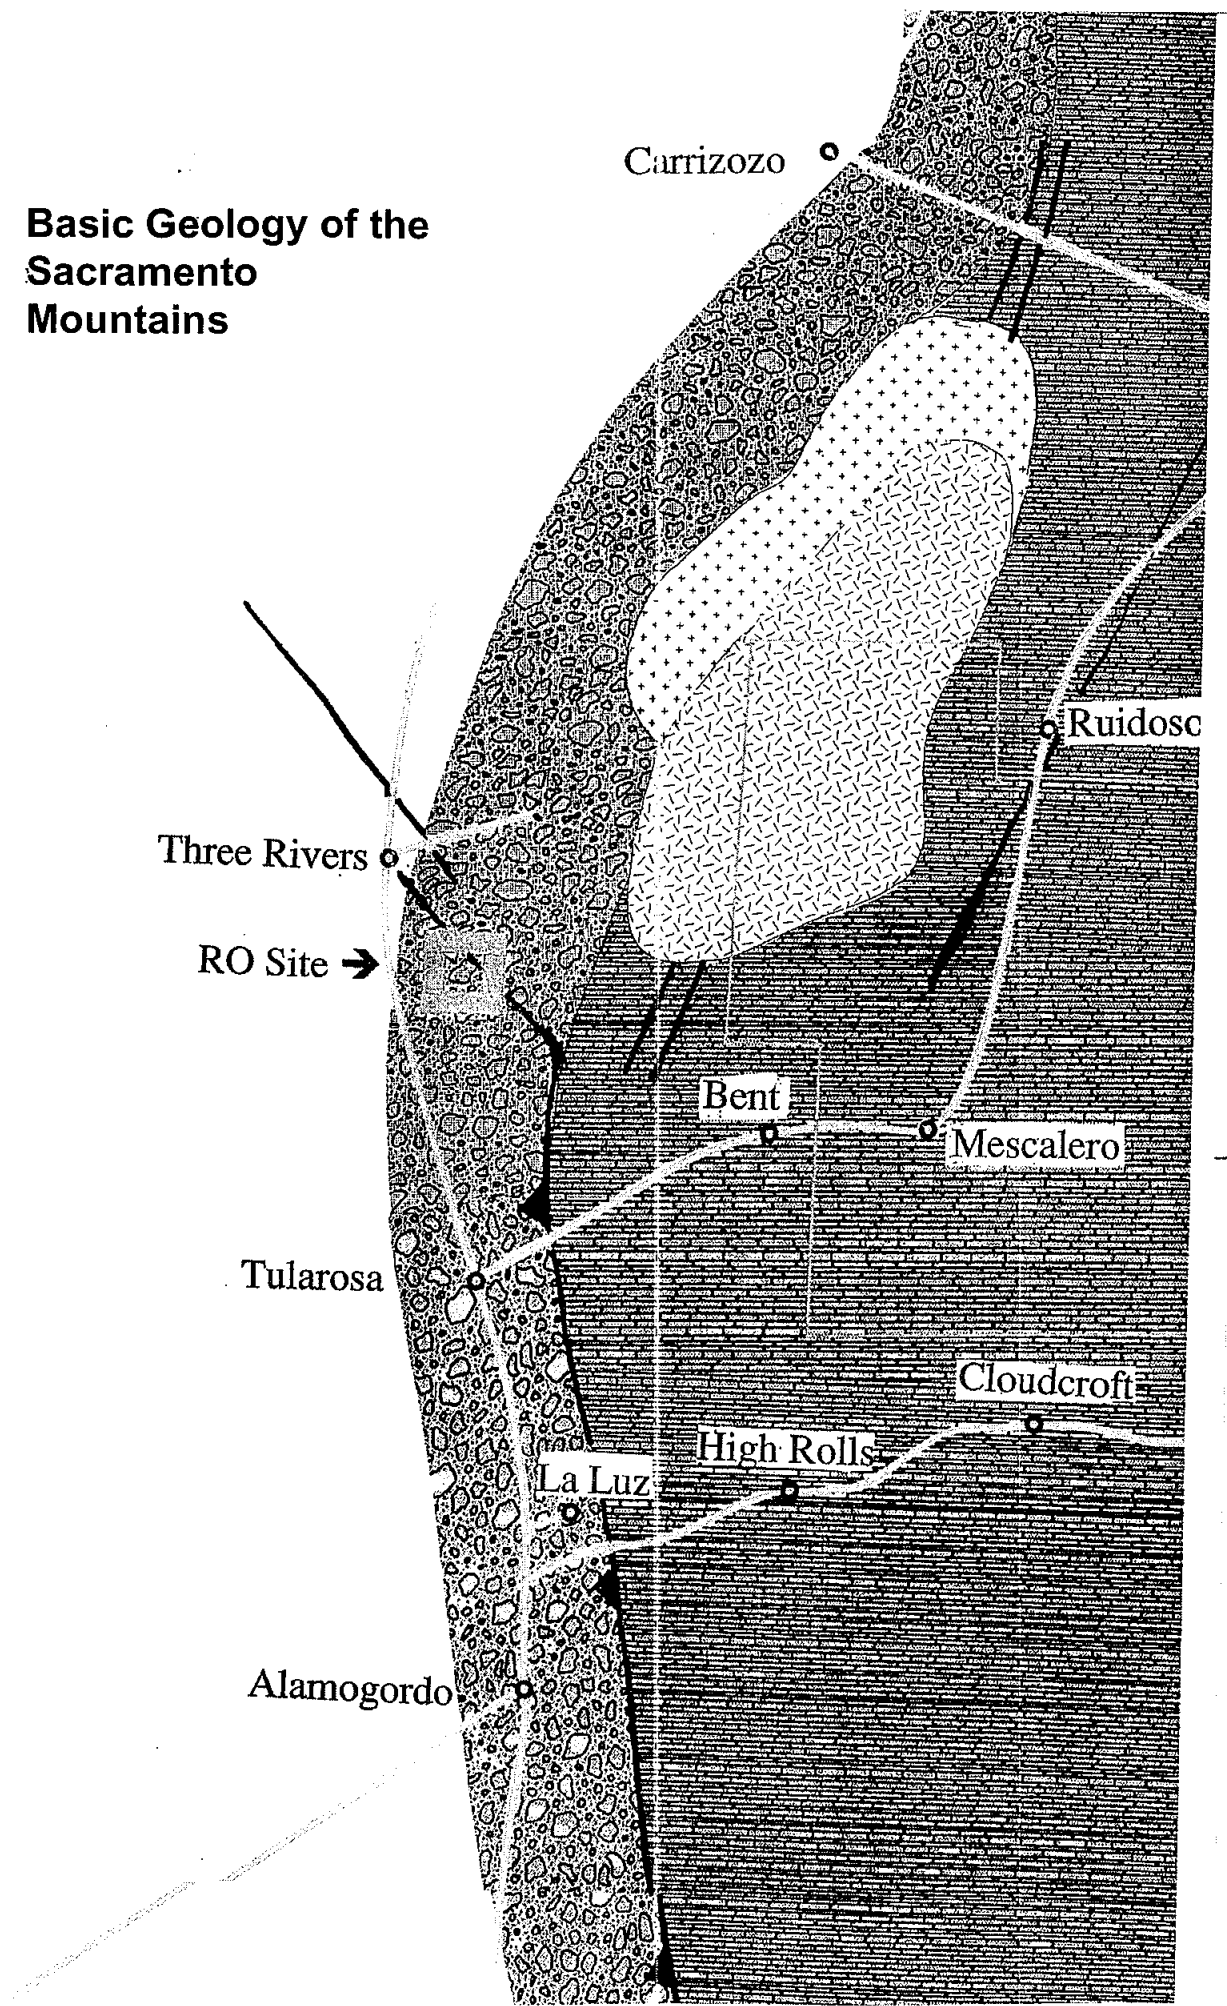 Carrizozo
Basic Geology of the
Sacramento
Mountains
Ruidoso
Three Rivers
RO Site →
Bent
Mescalero
Tularosa
Cloudcroft
High Rolls
La Luz
Alamogordo